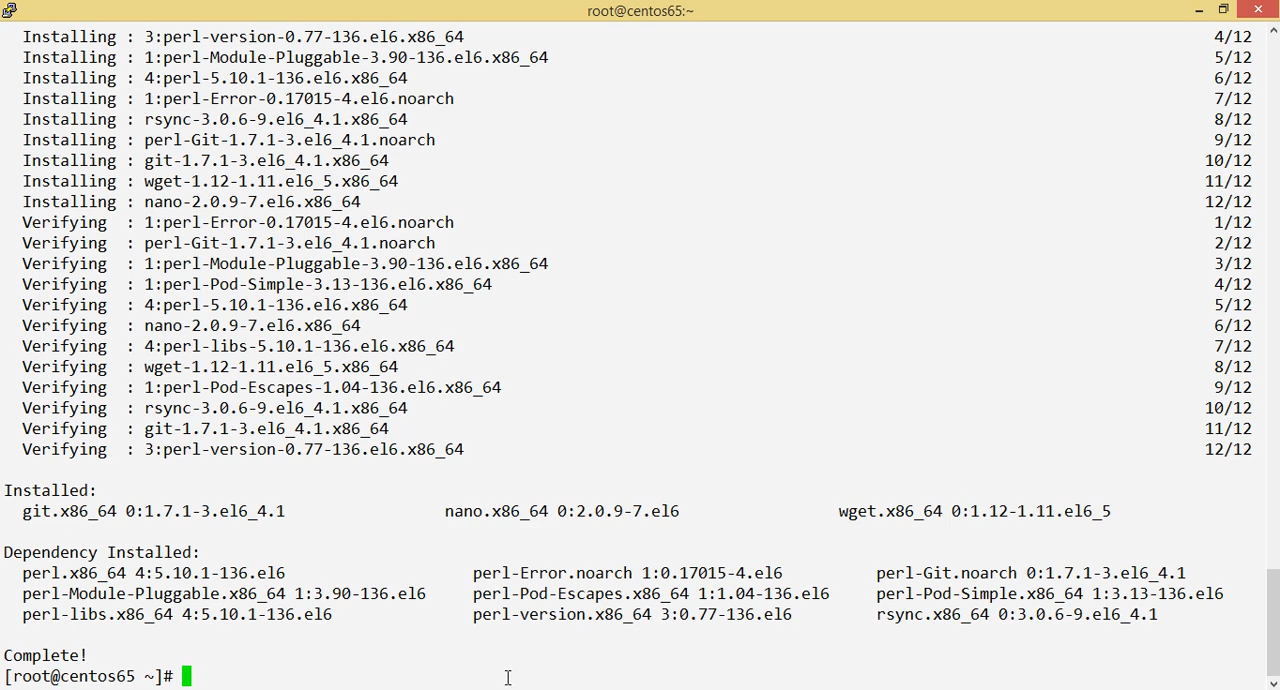 root@centos65:~
Installing : 3:perl-version-0.77-136.el6.x86_64 4/12
Installing : 1:perl-Module-Pluggable-3.90-136.el6.x86_64 5/12
Installing : 4:perl-5.10.1-136.el6.x86_64 6/12
Installing : 1:perl-Error-0.17015-4.el6.noarch 7/12
Installing : rsync-3.0.6-9.el6_4.1.x86_64 8/12
Installing : perl-Git-1.7.1-3.el6_4.1.noarch 9/12
Installing : git-1.7.1-3.el6_4.1.x86_64 10/12
Installing : wget-1.12-1.11.el6_5.x86_64 11/12
Installing : nano-2.0.9-7.el6.x86_64 12/12
Verifying : 1:perl-Error-0.17015-4.el6.noarch 1/12
Verifying : perl-Git-1.7.1-3.el6_4.1.noarch 2/12
Verifying : 1:perl-Module-Pluggable-3.90-136.el6.x86_64 3/12
Verifying : 1:perl-Pod-Simple-3.13-136.el6.x86_64 4/12
Verifying : 4:perl-5.10.1-136.el6.x86_64 5/12
Verifying : nano-2.0.9-7.el6.x86_64 6/12
Verifying : 4:perl-libs-5.10.1-136.el6.x86_64 7/12
Verifying : wget-1.12-1.11.el6_5.x86_64 8/12
Verifying : 1:perl-Pod-Escapes-1.04-136.el6.x86_64 9/12
Verifying : rsync-3.0.6-9.el6_4.1.x86_64 10/12
Verifying : git-1.7.1-3.el6_4.1.x86_64 11/12
Verifying : 3:perl-version-0.77-136.el6.x86_64 12/12
Installed:
git.x86_64 0:1.7.1-3.el6_4.1 nano.x86_64 0:2.0.9-7.el6 wget.x86_64 0:1.12-1.11.el6_5
Dependency Installed:
perl.x86_64 4:5.10.1-136.el6 perl-Error.noarch 1:0.17015-4.el6 perl-Git.noarch 0:1.7.1-3.el6_4.1
perl-Module-Pluggable.x86_64 1:3.90-136.el6 perl-Pod-Escapes.x86_64 1:1.04-136.el6 perl-Pod-Simple.x86_64 1:3.13-136.el6
perl-libs.x86_64 4:5.10.1-136.el6 perl-version.x86_64 3:0.77-136.el6 rsync.x86_64 0:3.0.6-9.el6_4.1
Complete!
[root@centos65 ~]#